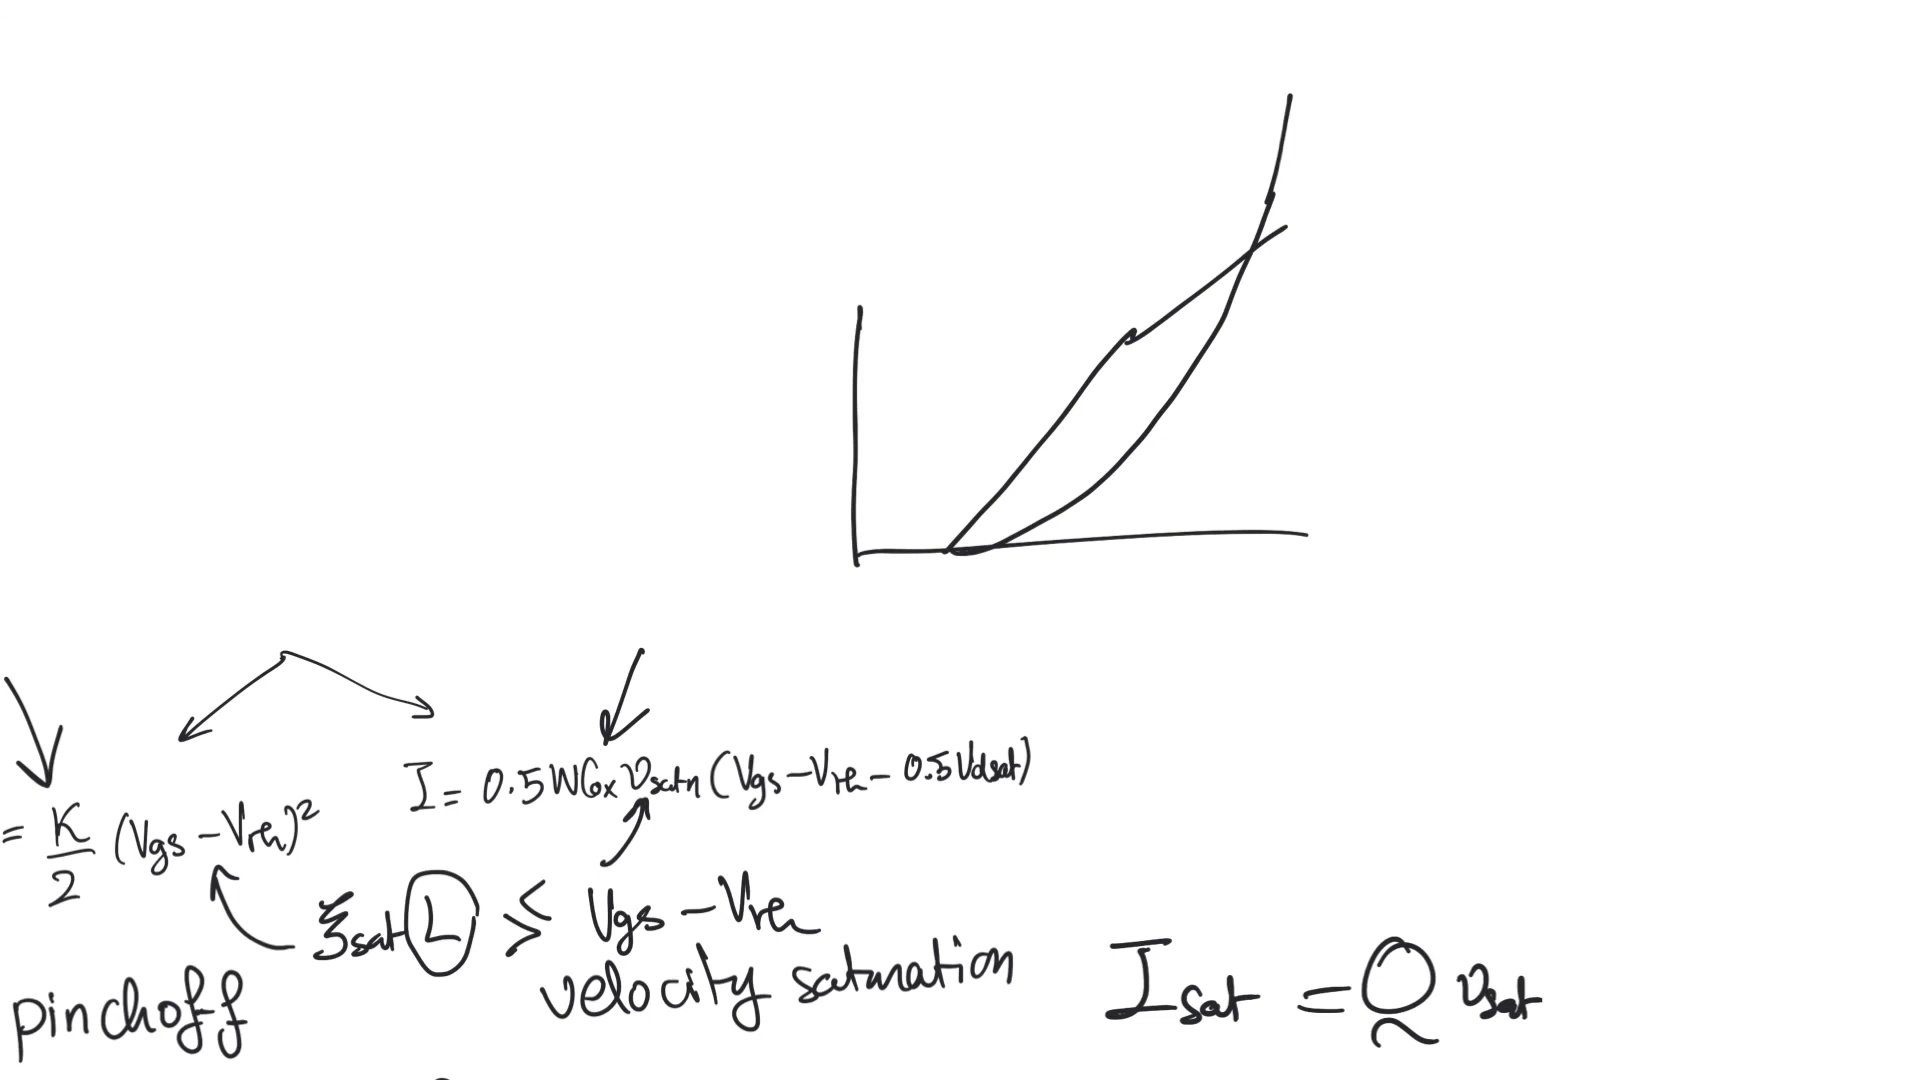 I = 0.5 W Cox vsatn (Vgs - VTh - 0.5 Vdsat)
= K/2 (Vgs - VTh)²
ξsat L ≶ Vgs - VTh
pinchoff
velocity saturation
Isat = Q vsat